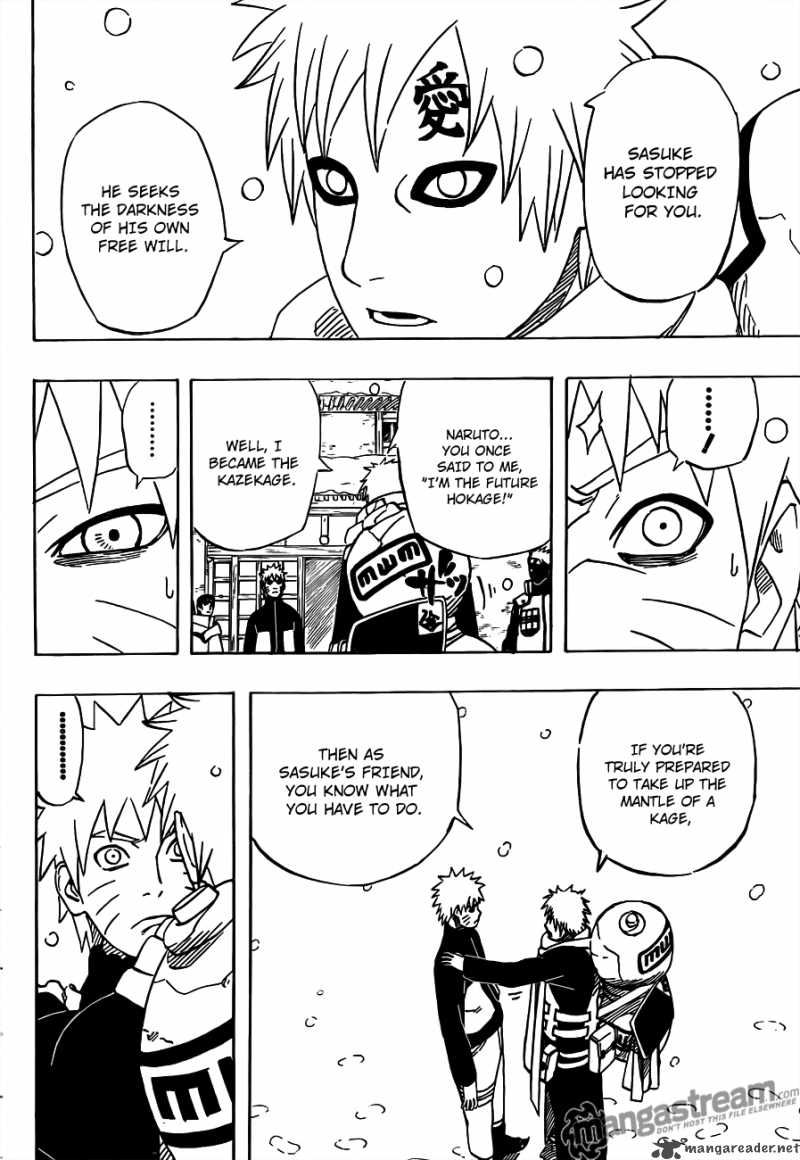 SASUKE
HAS STOPPED
LOOKING
FOR YOU.
愛
HE SEEKS
THE DARKNESS
OF HIS OWN
FREE WILL.
.......!
NARUTO...
YOU ONCE
SAID TO ME,
"I'M THE FUTURE
HOKAGE!"
WELL, I
BECAME THE
KAZEKAGE.
ザッ
........
IF YOU'RE
TRULY PREPARED
TO TAKE UP THE
MANTLE OF A
KAGE,
THEN AS
SASUKE'S FRIEND,
YOU KNOW WHAT
YOU HAVE TO DO.
..........
mangastream.com
DON'T HOST THIS FILE ELSEWHERE
mangareader.net